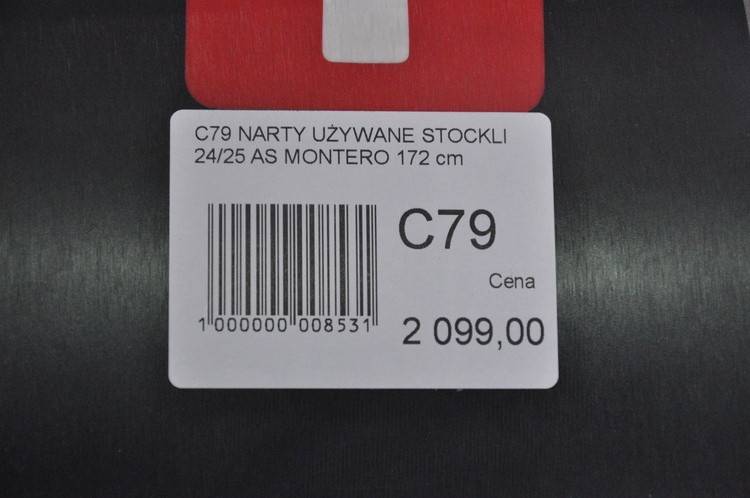 C79 NARTY UŻYWANE STOCKLI
24/25 AS MONTERO 172 cm
C79
Cena
2 099,00
1 000000 008531